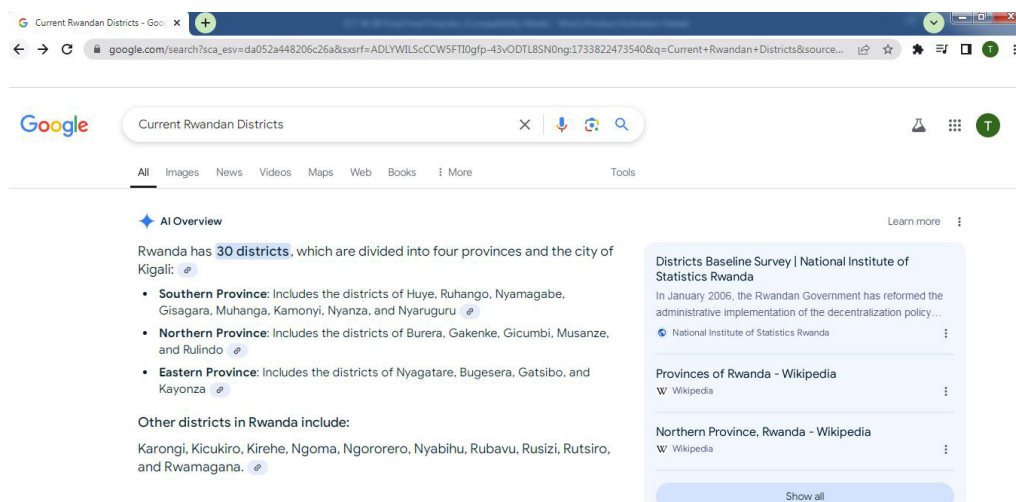 Current Rwandan Districts - Goo
google.com/search?sca_esv=da052a448206c26a&sxsrf=ADLYWILScCCW5FTI0gfp-43vODTL8SN0ng:1733822473540&q=Current+Rwandan+Districts&source...
T
Google
Current Rwandan Districts
T
All Images News Videos Maps Web Books More Tools
AI Overview
Learn more
Rwanda has 30 districts, which are divided into four provinces and the city of
Kigali:
• Southern Province: Includes the districts of Huye, Ruhango, Nyamagabe,
Gisagara, Muhanga, Kamonyi, Nyanza, and Nyaruguru
• Northern Province: Includes the districts of Burera, Gakenke, Gicumbi, Musanze,
and Rulindo
• Eastern Province: Includes the districts of Nyagatare, Bugesera, Gatsibo, and
Kayonza
Other districts in Rwanda include:
Karongi, Kicukiro, Kirehe, Ngoma, Ngororero, Nyabihu, Rubavu, Rusizi, Rutsiro,
and Rwamagana.
Districts Baseline Survey | National Institute of
Statistics Rwanda
In January 2006, the Rwandan Government has reformed the
administrative implementation of the decentralization policy...
National Institute of Statistics Rwanda
Provinces of Rwanda - Wikipedia
W Wikipedia
Northern Province, Rwanda - Wikipedia
W Wikipedia
Show all